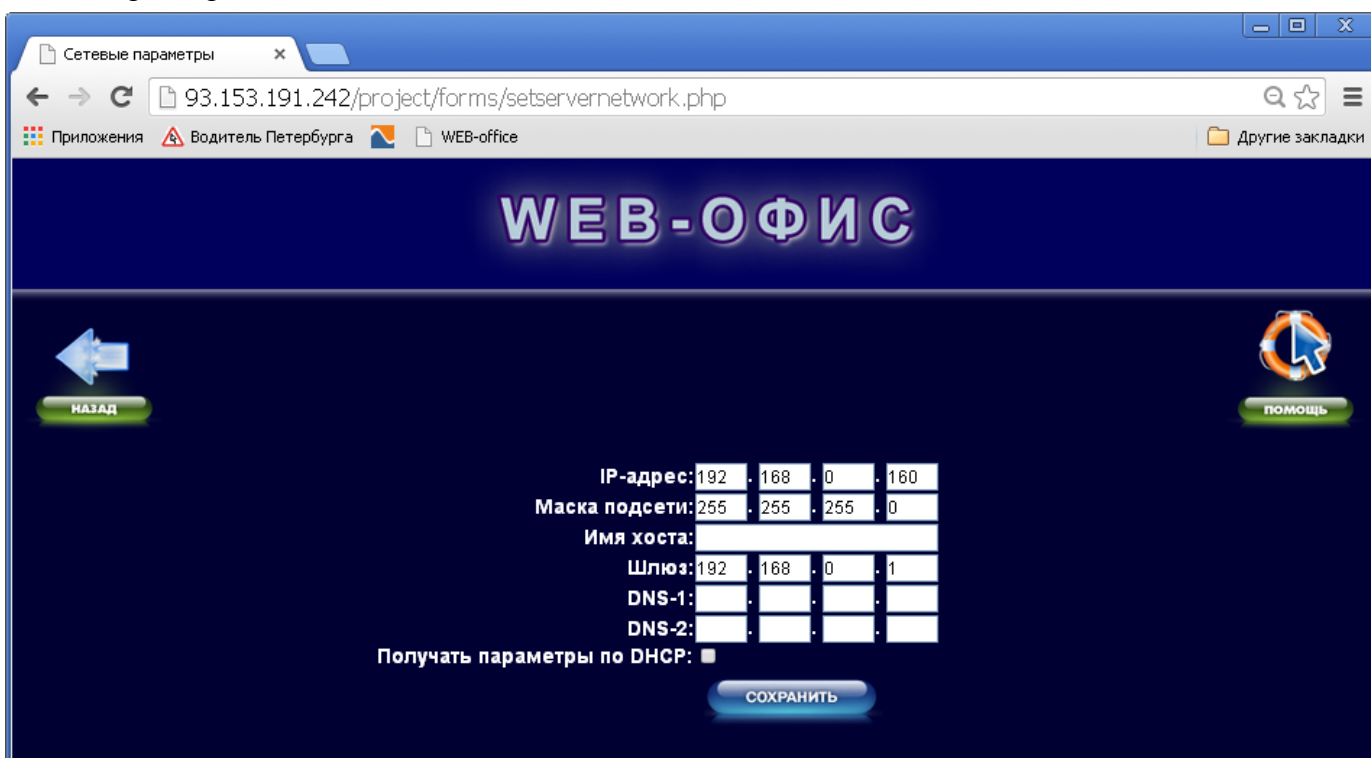 Сетевые параметры
93.153.191.242/project/forms/setservernetwork.php
Приложения Водитель Петербурга WEB-office Другие закладки
WEB-ОФИС
НАЗАД
ПОМОЩЬ
IP-адрес: 192 . 168 . 0 . 160
Маска подсети: 255 . 255 . 255 . 0
Имя хоста:
Шлюз: 192 . 168 . 0 . 1
DNS-1: . . .
DNS-2: . . .
Получать параметры по DHCP:
СОХРАНИТЬ